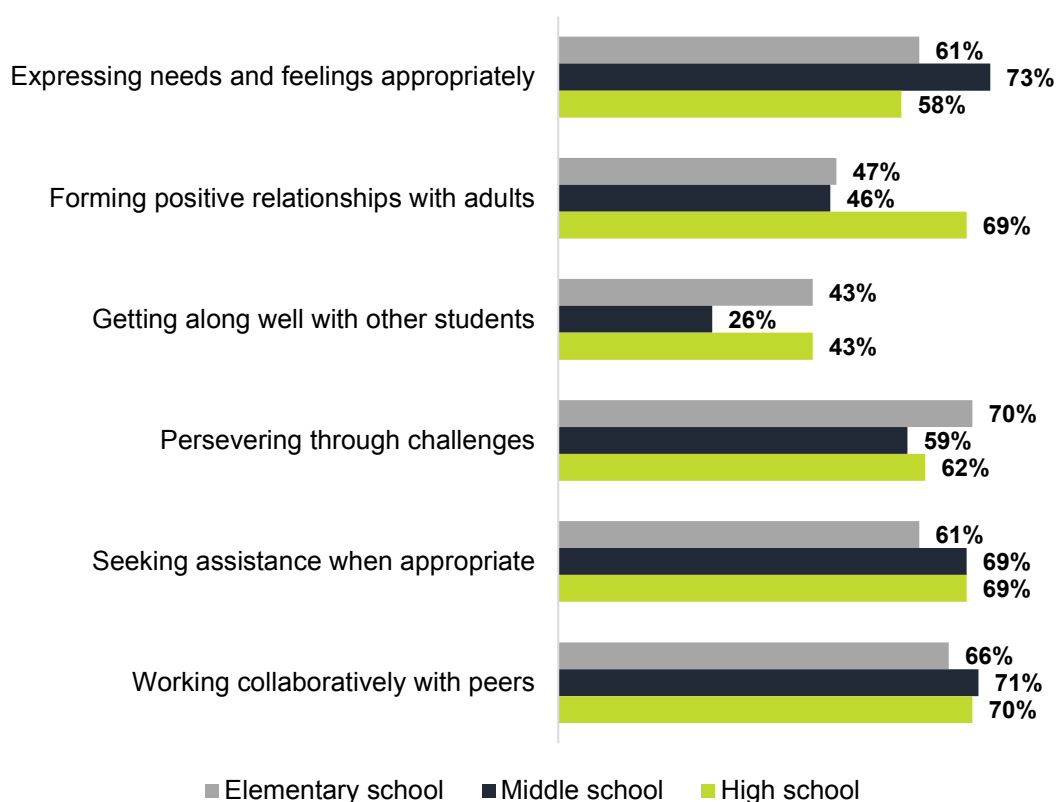 61%
Expressing needs and feelings appropriately
73%
58%
47%
Forming positive relationships with adults
46%
69%
43%
Getting along well with other students
26%
43%
70%
Persevering through challenges
59%
62%
61%
Seeking assistance when appropriate
69%
69%
66%
Working collaboratively with peers
71%
70%
Elementary school Middle school High school